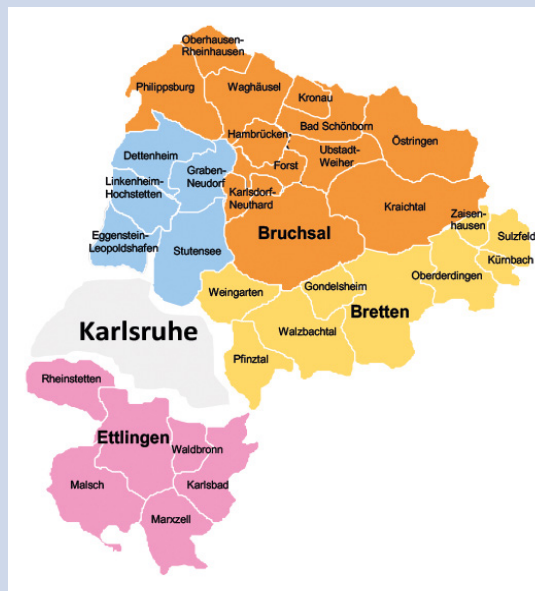 Oberhausen-
Rheinhausen
Philippsburg
Waghäusel
Kronau
Bad Schönborn
Hambrücken
Östringen
Ubstadt-
Weiher
Forst
Dettenheim
Graben-
Neudorf
Linkenheim-
Hochstetten
Karlsdorf-
Neuthard
Kraichtal
Bruchsal
Eggenstein-
Leopoldshafen
Stutensee
Zaisen-
hausen
Sulzfeld
Kürnbach
Oberderdingen
Gondelsheim
Weingarten
Bretten
Walzbachtal
Pfinztal
Karlsruhe
Rheinstetten
Ettlingen
Waldbronn
Malsch
Karlsbad
Marxzell